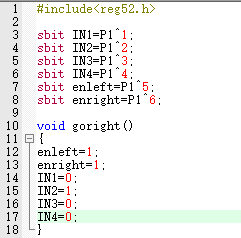 1 #include<reg52.h>
2
3 sbit IN1=P1^1;
4 sbit IN2=P1^2;
5 sbit IN3=P1^3;
6 sbit IN4=P1^4;
7 sbit enleft=P1^5;
8 sbit enright=P1^6;
9
10 void goright()
11 {
12 enleft=1;
13 enright=1;
14 IN1=0;
15 IN2=1;
16 IN3=0;
17 IN4=0;
18 }